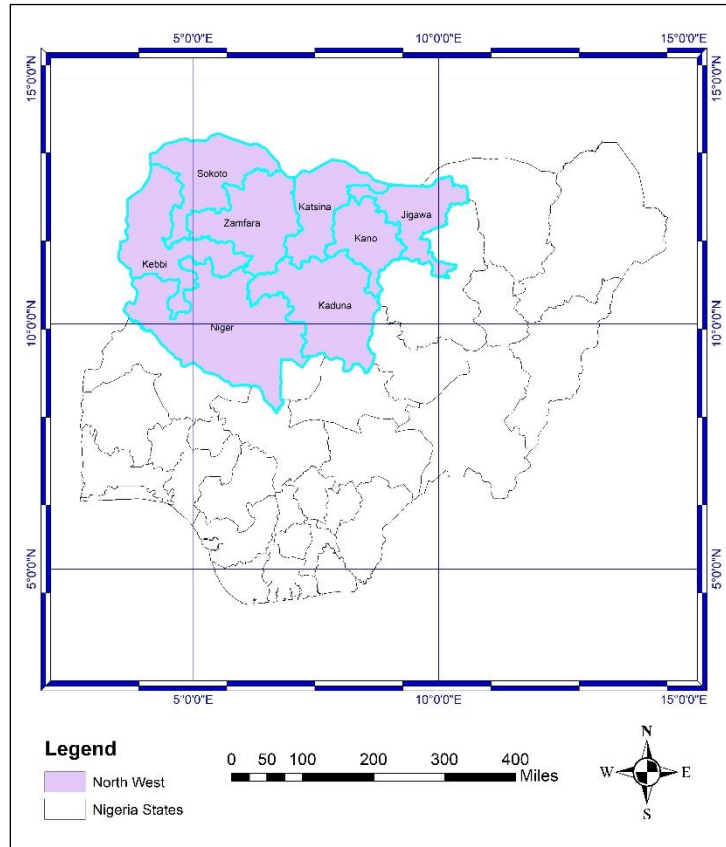 5°0'0"E 10°0'0"E 15°0'0"E
15°0'0"N 15°0'0"N
Sokoto
Katsina
Zamfara
Jigawa
Kano
Kebbi
Kaduna
10°0'0"N 10°0'0"N
Niger
5°0'0"N 5°0'0"N
5°0'0"E 10°0'0"E 15°0'0"E
Legend
North West
Nigeria States
0 50 100 200 300 400
Miles
N
W E
S